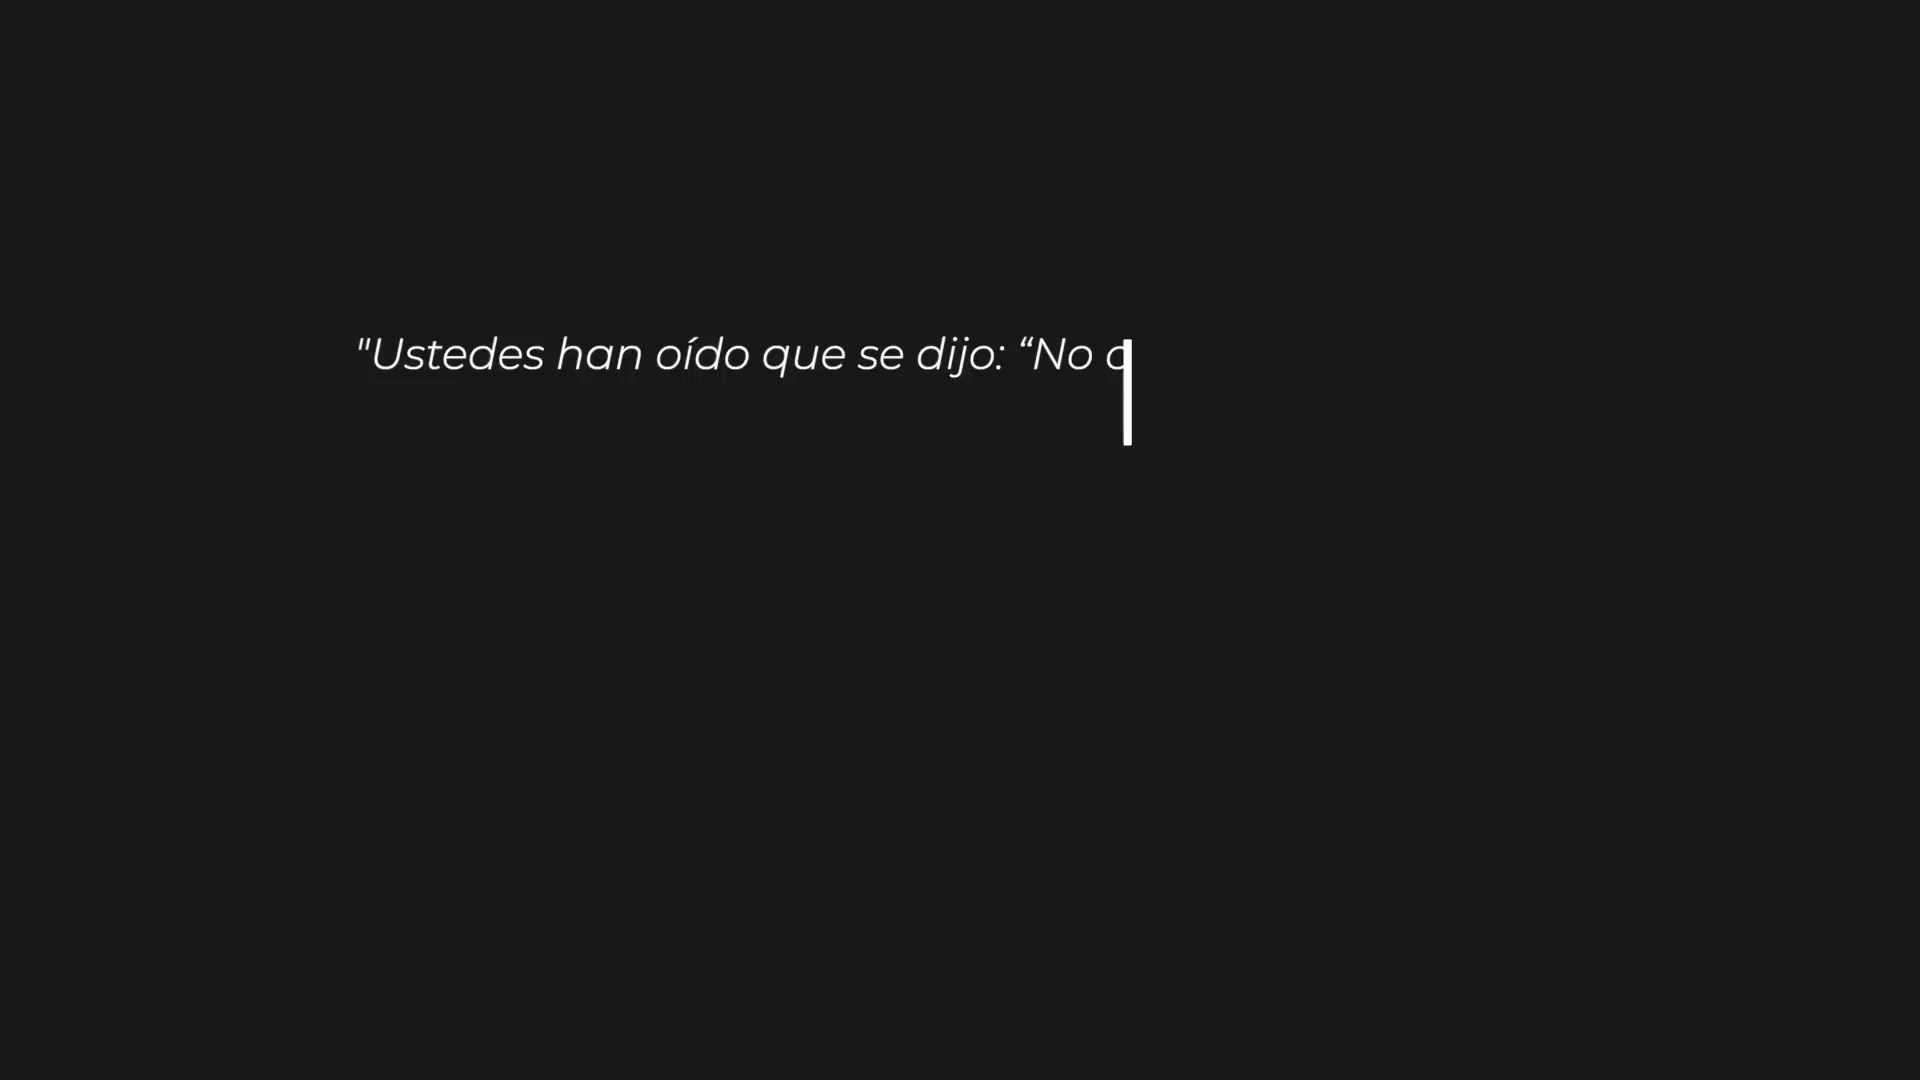 "Ustedes han oído que se dijo: “No